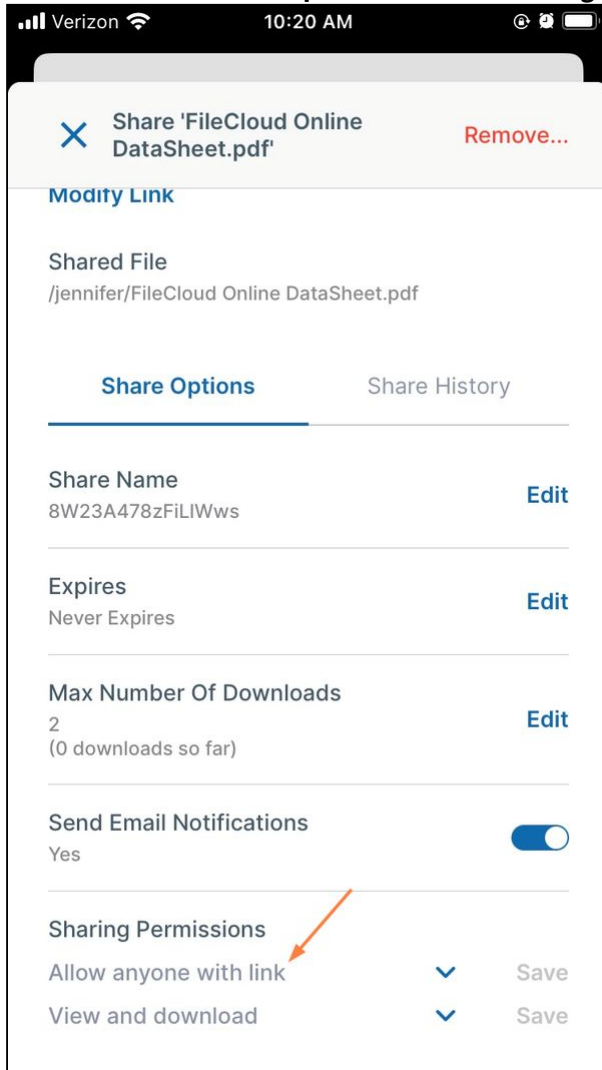 Verizon 10:20 AM
Share 'FileCloud Online
DataSheet.pdf'
Remove...
Modify Link
Shared File
/jennifer/FileCloud Online DataSheet.pdf
Share Options Share History
Share Name
8W23A478zFiLIWws
Edit
Expires
Never Expires
Edit
Max Number Of Downloads
2
(0 downloads so far)
Edit
Send Email Notifications
Yes
Sharing Permissions
Allow anyone with link Save
View and download Save